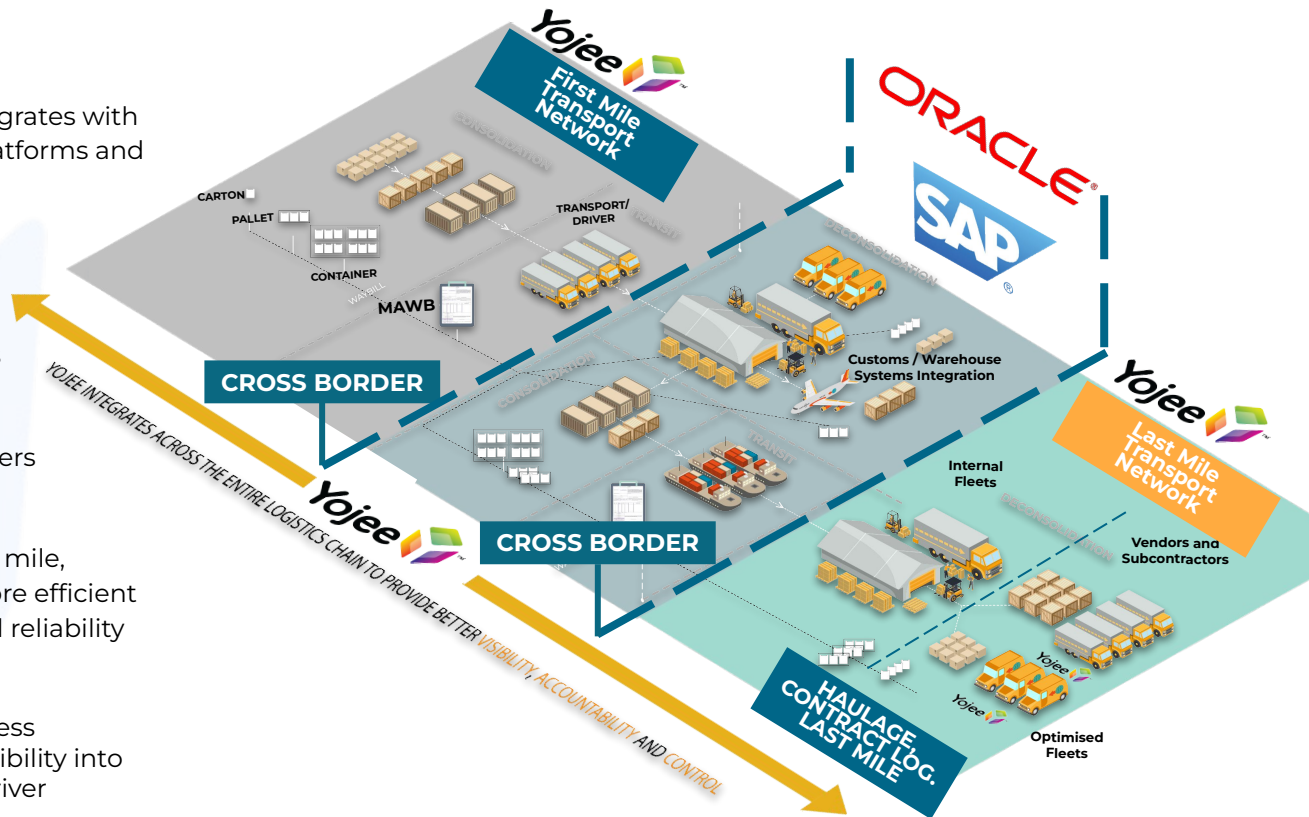 grates with
atforms and
ers
mile,
ore efficient
l reliability
ess
ibility into
river
Yojee
First Mile
Transport
Network
ORACLE
SAP
CONSOLIDATION
CARTON
PALLET
CONTAINER
TRANSPORT/
DRIVER
TRANSIT
WAYBILL
MAWB
CROSS BORDER
DECONSOLIDATION
Customs / Warehouse
Systems Integration
CONSOLIDATION
TRANSIT
CROSS BORDER
Yojee
YOJEE INTEGRATES ACROSS THE ENTIRE LOGISTICS CHAIN TO PROVIDE BETTER VISIBILITY, ACCOUNTABILITY AND CONTROL
Yojee
Last Mile
Transport
Network
Internal
Fleets
DECONSOLIDATION
Vendors and
Subcontractors
Yojee
Yojee
Optimised
Fleets
HAULAGE,
CONTRACT LOG.
LAST MILE